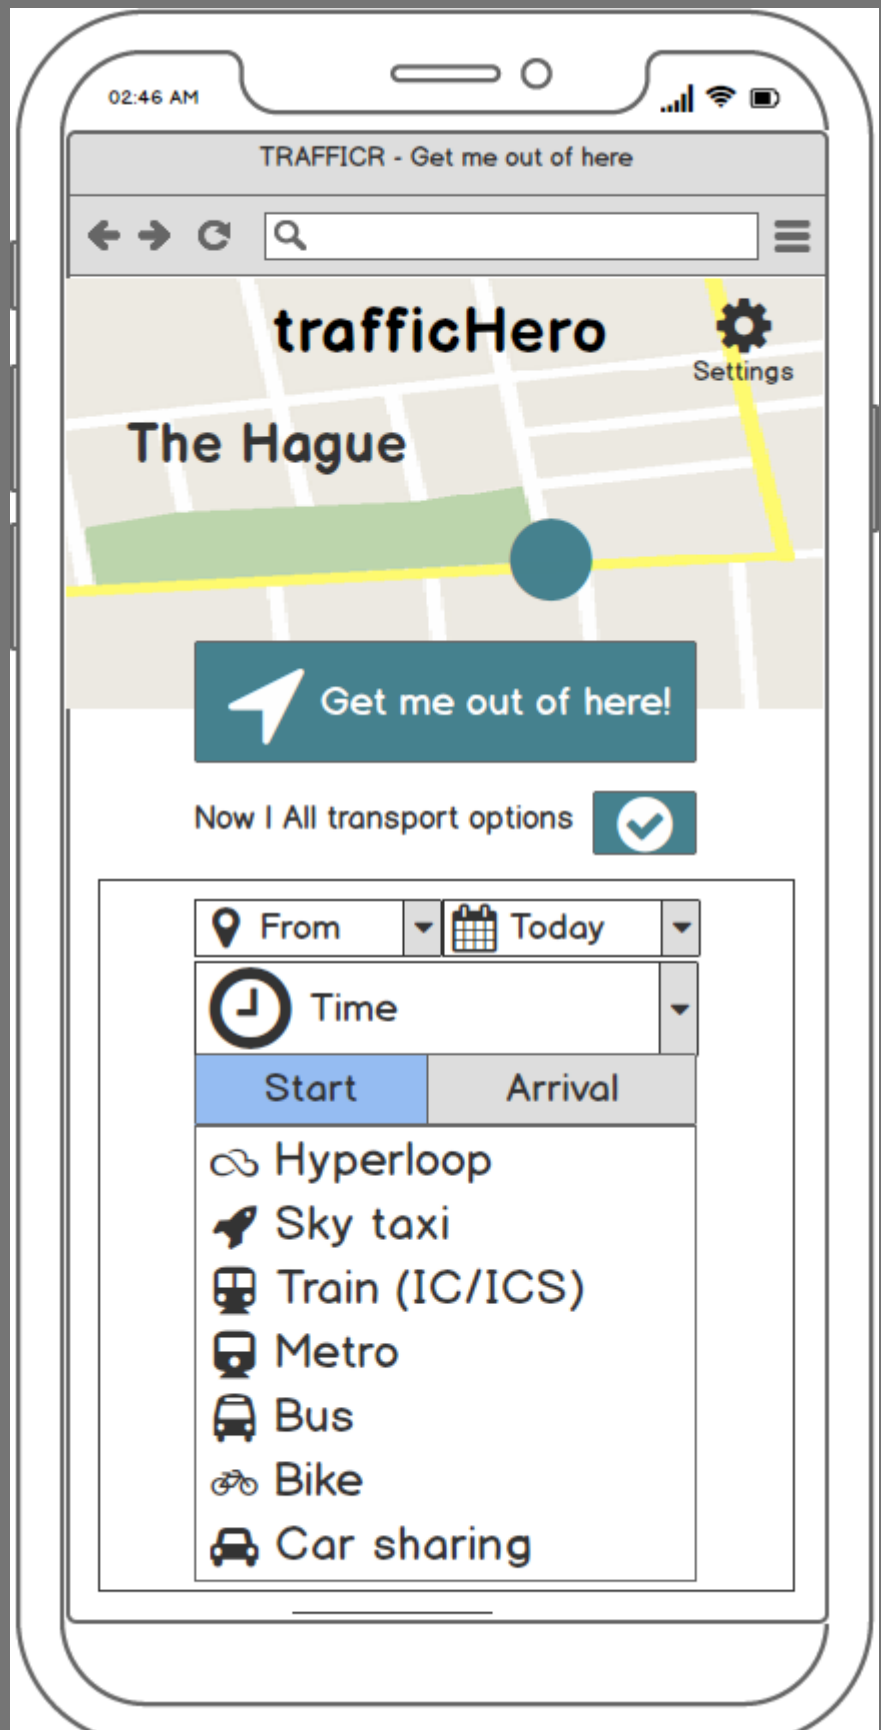 02:46 AM
TRAFFICR - Get me out of here
trafficHero
Settings
The Hague
Get me out of here!
Now | All transport options
From
Today
Time
Start
Arrival
Hyperloop
Sky taxi
Train (IC/ICS)
Metro
Bus
Bike
Car sharing